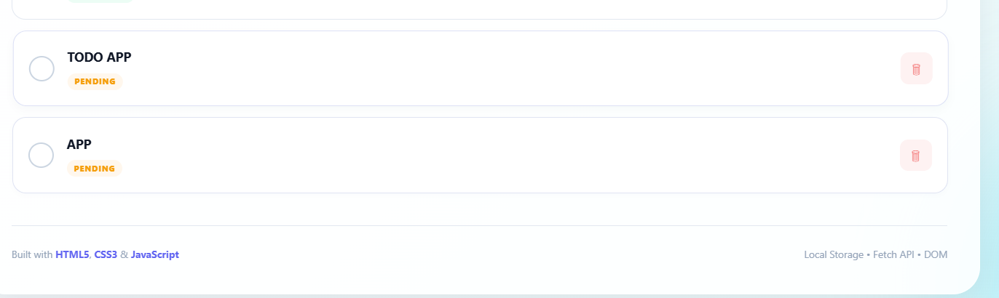 TODO APP
PENDING
APP
PENDING
Built with HTML5, CSS3 & JavaScript
Local Storage • Fetch API • DOM